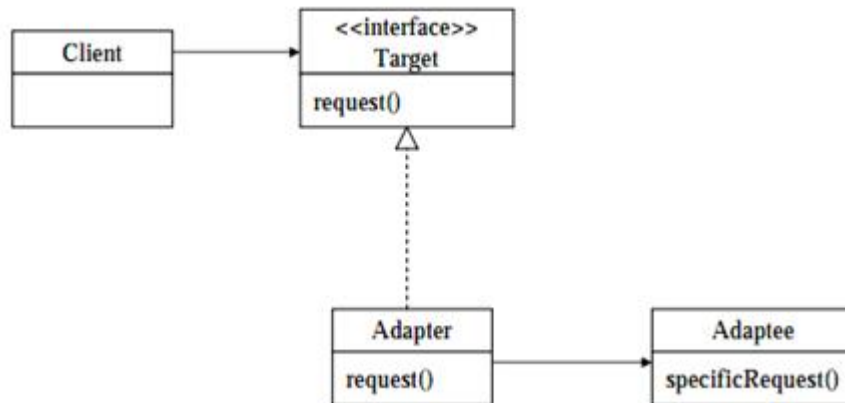 Client
<<interface>>
Target
request()
Adapter
request()
Adaptee
specificRequest()